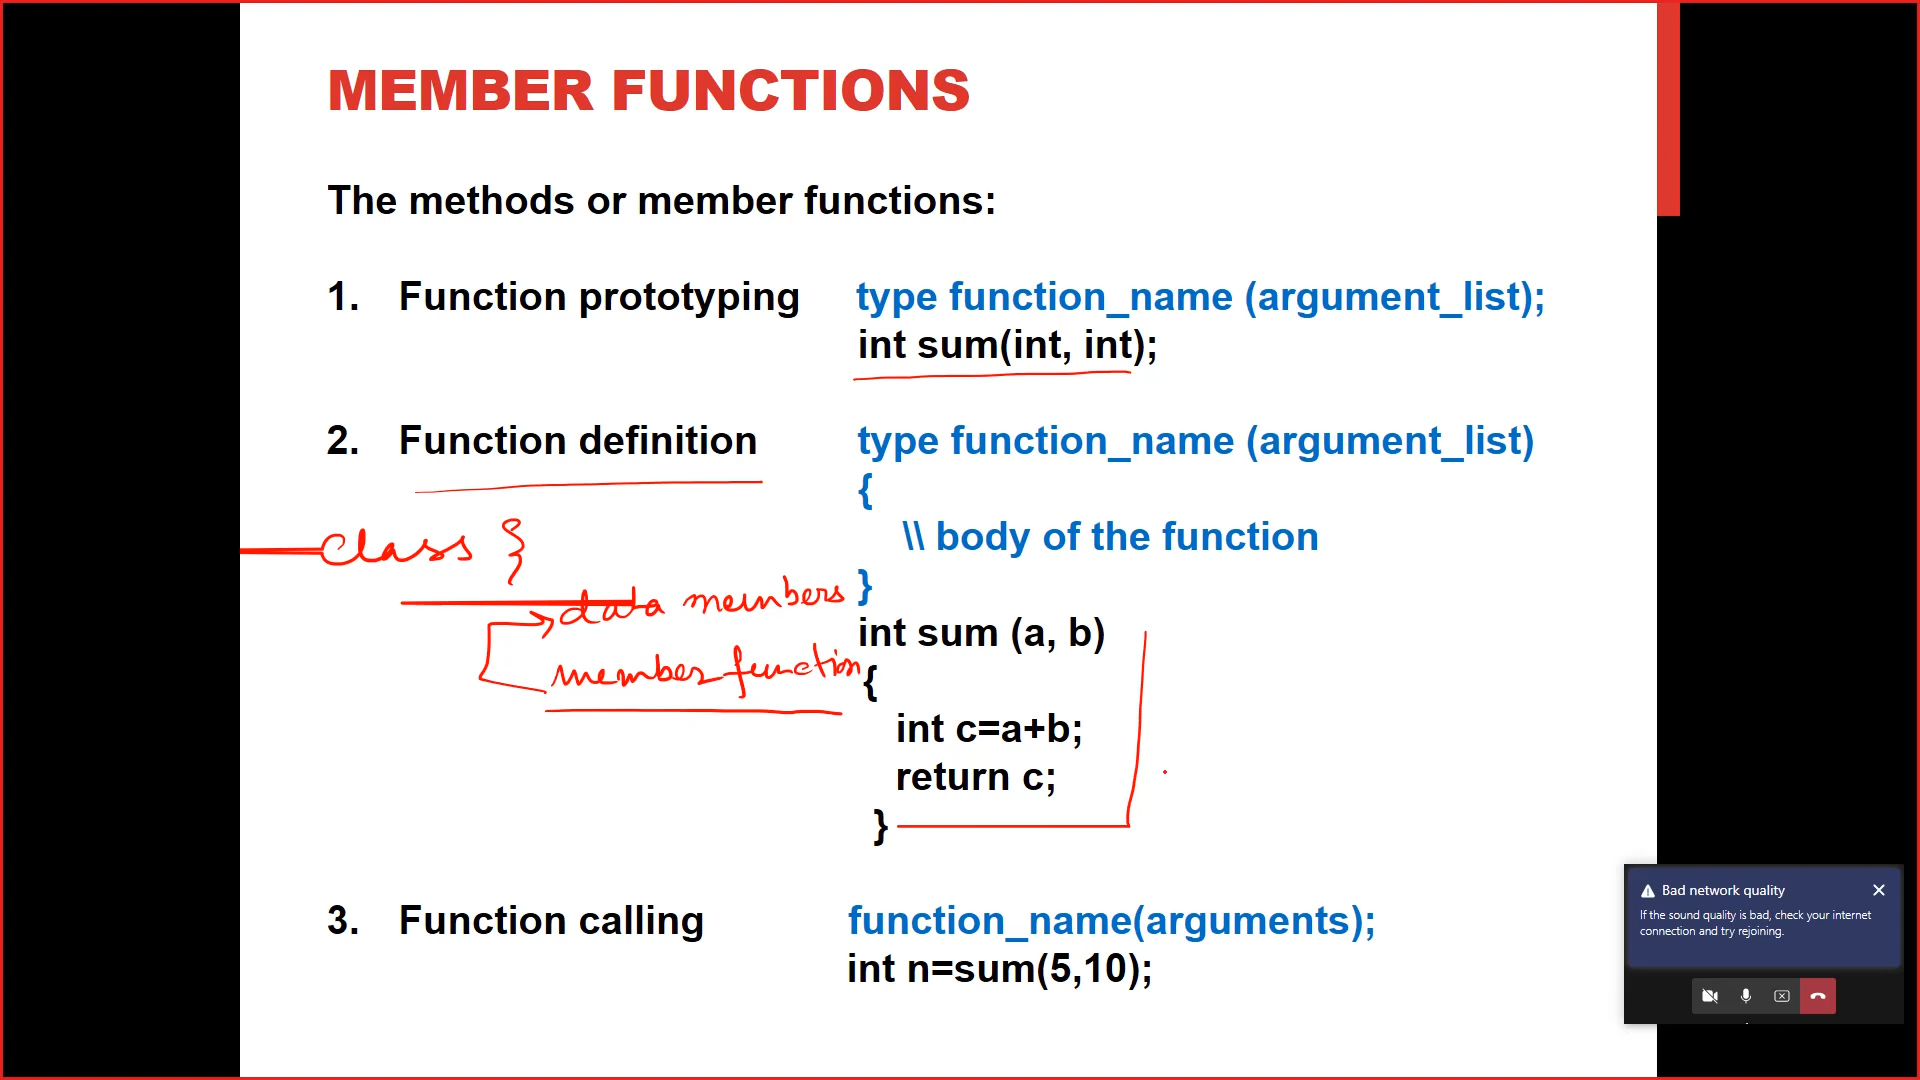 MEMBER FUNCTIONS
The methods or member functions:
1. Function prototyping type function_name (argument_list);
int sum(int, int);
2. Function definition type function_name (argument_list)
{
\\ body of the function
}
class {
data members
member function
int sum (a, b)
{
int c=a+b;
return c;
}
3. Function calling function_name(arguments);
int n=sum(5,10);
Bad network quality
If the sound quality is bad, check your internet
connection and try rejoining.